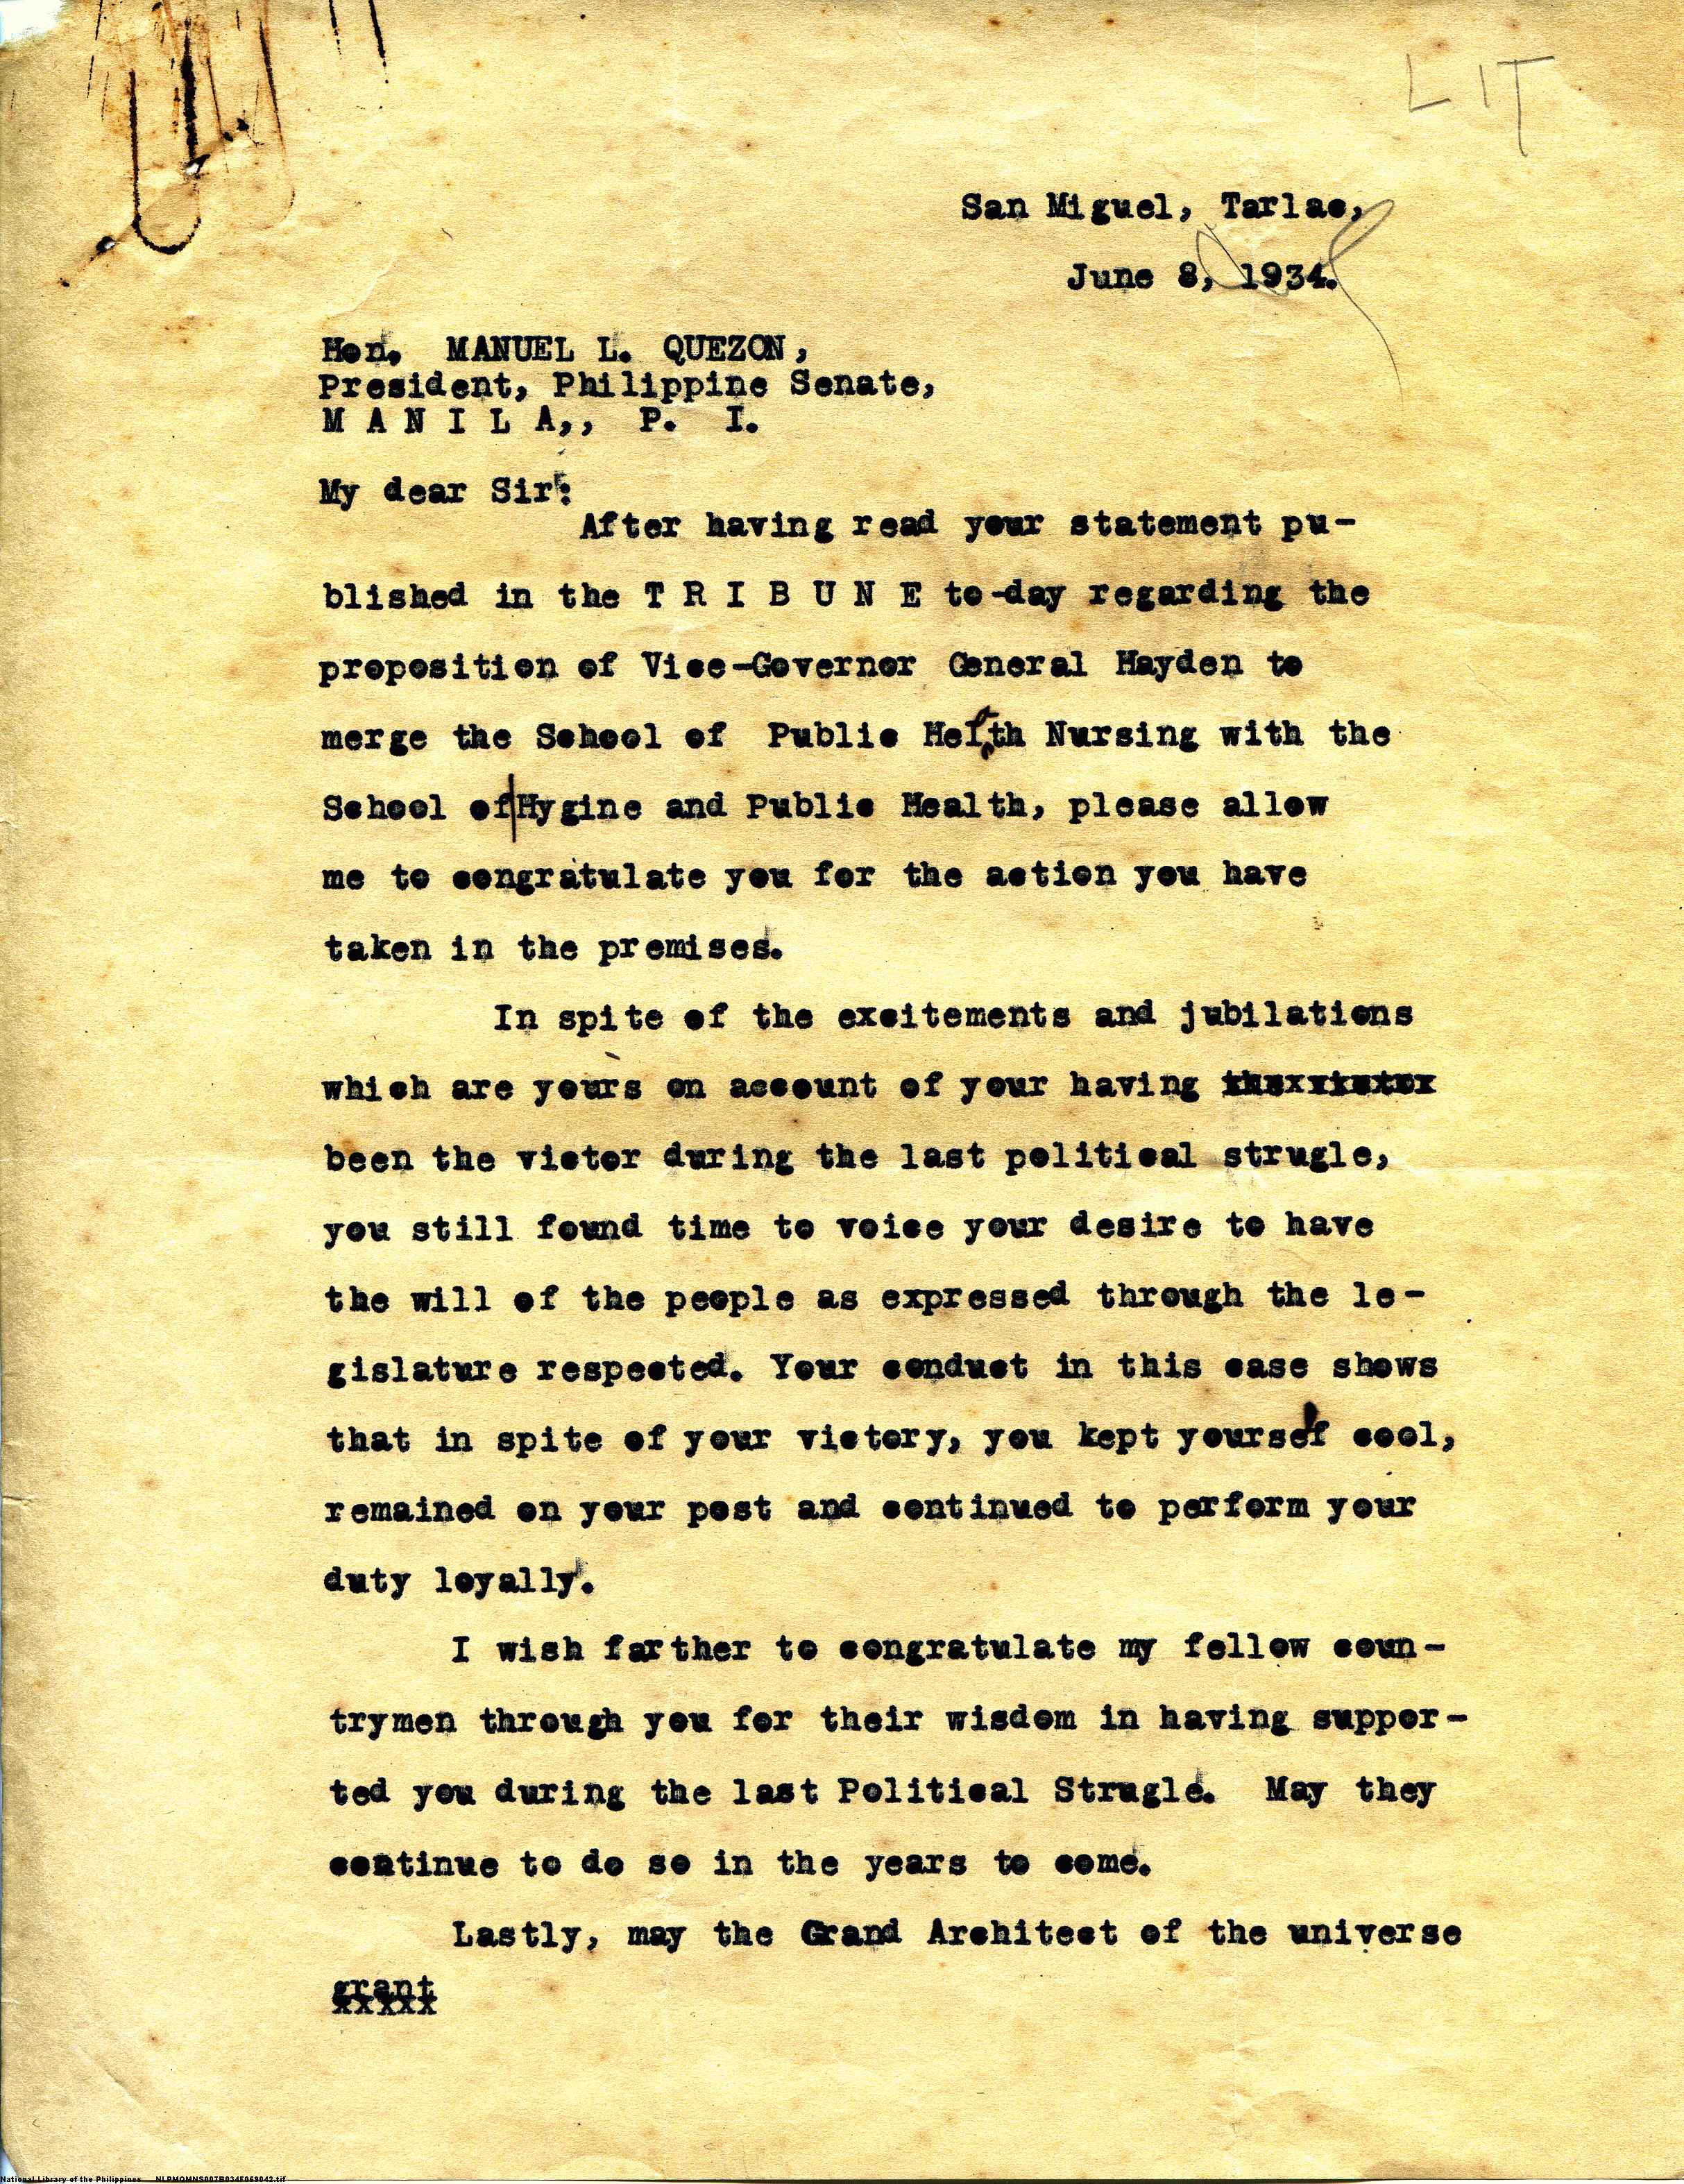 LIT
San Miguel, Tarlac,
June 8, 1934.
Hon. MANUEL L. QUEZON,
President, Philippine Senate,
M A N I L A,, P. I.
My dear Sir:
After having read your statement pu-
blished in the T R I B U N E to-day regarding the
proposition of Vice-Governor General Hayden to
merge the School of Public Helth Nursing with the
School of Hygine and Public Health, please allow
me to congratulate you for the action you have
taken in the premises.
In spite of the excitements and jubilations
which are yours on account of your having
been the victor during the last political strugle,
you still found time to voice your desire to have
the will of the people as expressed through the le-
gislature respected. Your conduct in this case shows
that in spite of your victory, you kept yourself cool,
remained on your post and continued to perform your
duty loyally.
I wish farther to congratulate my fellow coun-
trymen through you for their wisdom in having suppor-
ted you during the last Political Strugle. May they
continue to do so in the years to come.
Lastly, may the Grand Architect of the universe
grant
National Library of the Philippines NLPMQMNS007B034F069043.tif